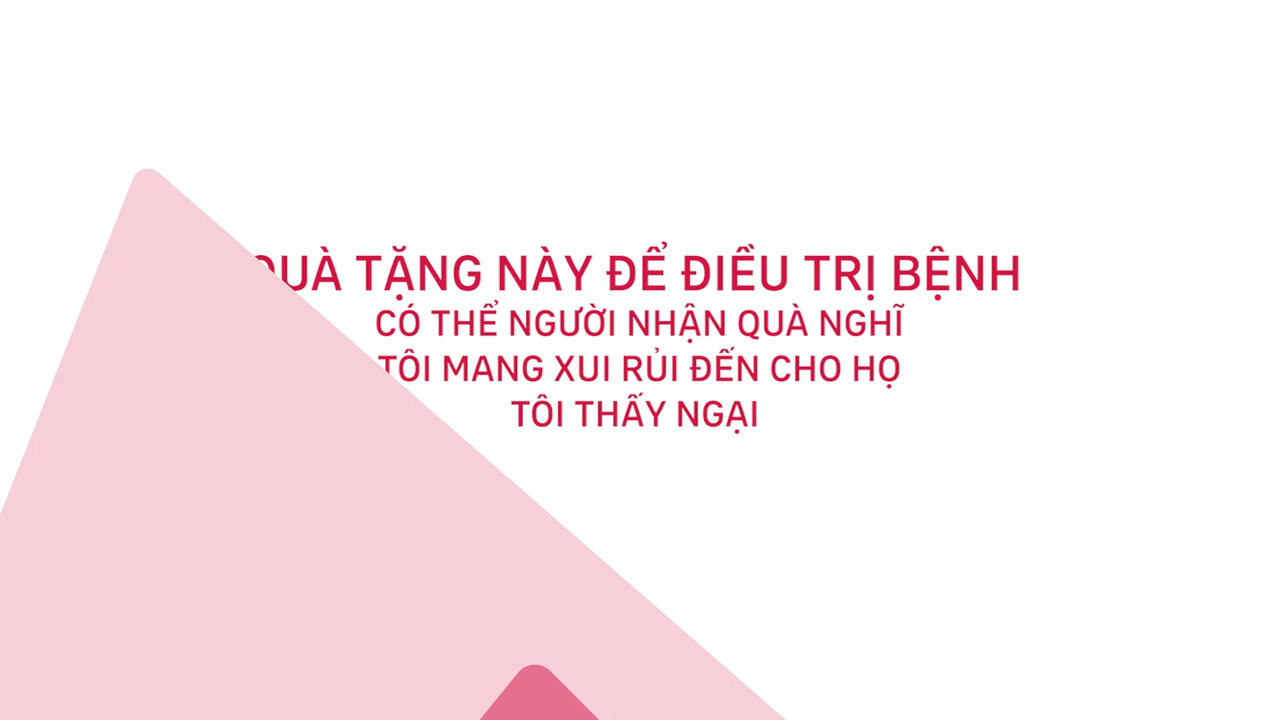 QUÀ TẶNG NÀY ĐỂ ĐIỀU TRỊ BỆNH
CÓ THỂ NGƯỜI NHẬN QUÀ NGHĨ
TÔI MANG XUI RỦI ĐẾN CHO HỌ
TÔI THẤY NGẠI